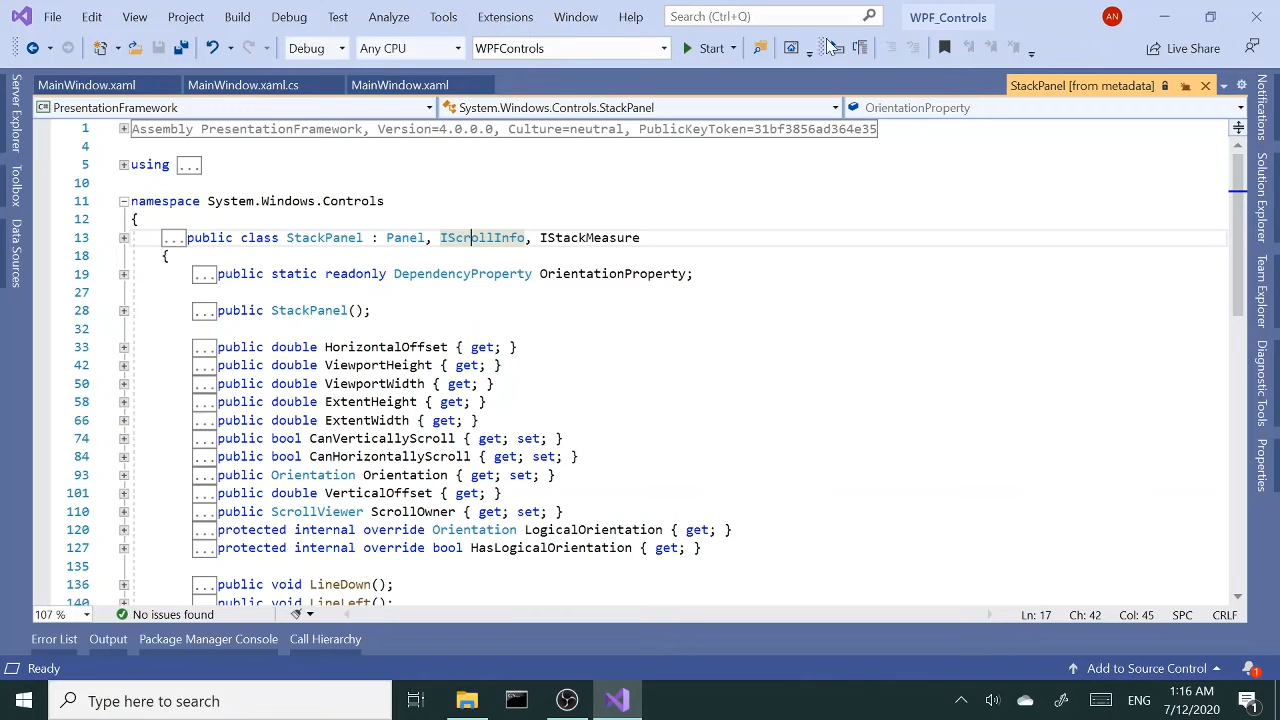 File Edit View Project Build Debug Test Analyze Tools Extensions Window Help Search (Ctrl+Q) WPF_Controls AN
Debug Any CPU WPFControls Start Live Share
MainWindow.xaml MainWindow.xaml.cs MainWindow.xaml StackPanel [from metadata]
PresentationFramework System.Windows.Controls.StackPanel OrientationProperty
1 Assembly PresentationFramework, Version=4.0.0.0, Culture=neutral, PublicKeyToken=31bf3856ad364e35
4
5 using ...
10
11 namespace System.Windows.Controls
12 {
13 ...public class StackPanel : Panel, IScrollInfo, IStackMeasure
18 {
19 ...public static readonly DependencyProperty OrientationProperty;
27
28 ...public StackPanel();
32
33 ...public double HorizontalOffset { get; }
42 ...public double ViewportHeight { get; }
50 ...public double ViewportWidth { get; }
58 ...public double ExtentHeight { get; }
66 ...public double ExtentWidth { get; }
74 ...public bool CanVerticallyScroll { get; set; }
84 ...public bool CanHorizontallyScroll { get; set; }
93 ...public Orientation Orientation { get; set; }
101 ...public double VerticalOffset { get; }
110 ...public ScrollViewer ScrollOwner { get; set; }
120 ...protected internal override Orientation LogicalOrientation { get; }
127 ...protected internal override bool HasLogicalOrientation { get; }
135
136 ...public void LineDown();
140 ...public void LineLeft();
107 % No issues found Ln: 17 Ch: 42 Col: 45 SPC CRLF
Error List Output Package Manager Console Call Hierarchy
Ready Add to Source Control 1
Type here to search ENG 1:16 AM
7/12/2020 1
Server Explorer
Toolbox
Data Sources
Notifications
Solution Explorer
Team Explorer
Diagnostic Tools
Properties